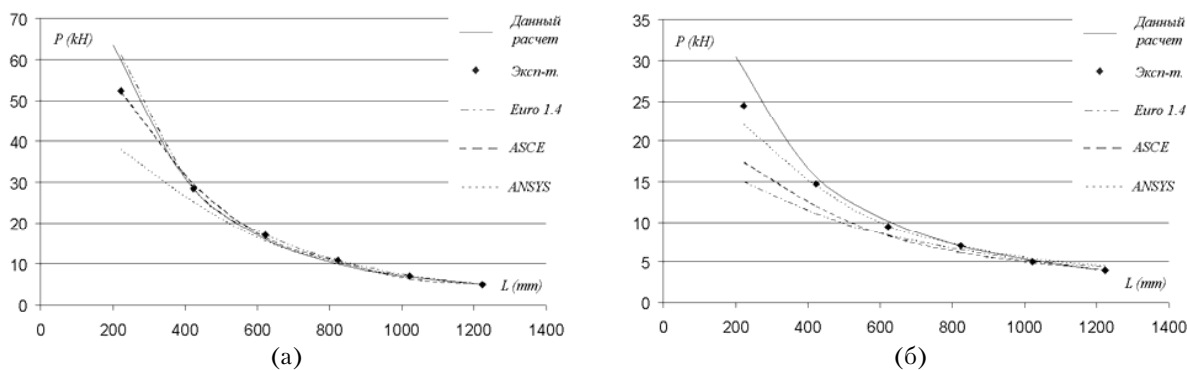 70
60
50
40
30
20
10
0
P (kH)
Данный
расчет
Эксп-т.
Euro 1.4
ASCE
ANSYS
L (mm)
0 200 400 600 800 1000 1200 1400
(а)
35
30
25
20
15
10
5
0
P (kH)
Данный
расчет
Эксп-т.
Euro 1.4
ASCE
ANSYS
L (mm)
0 200 400 600 800 1000 1200 1400
(б)